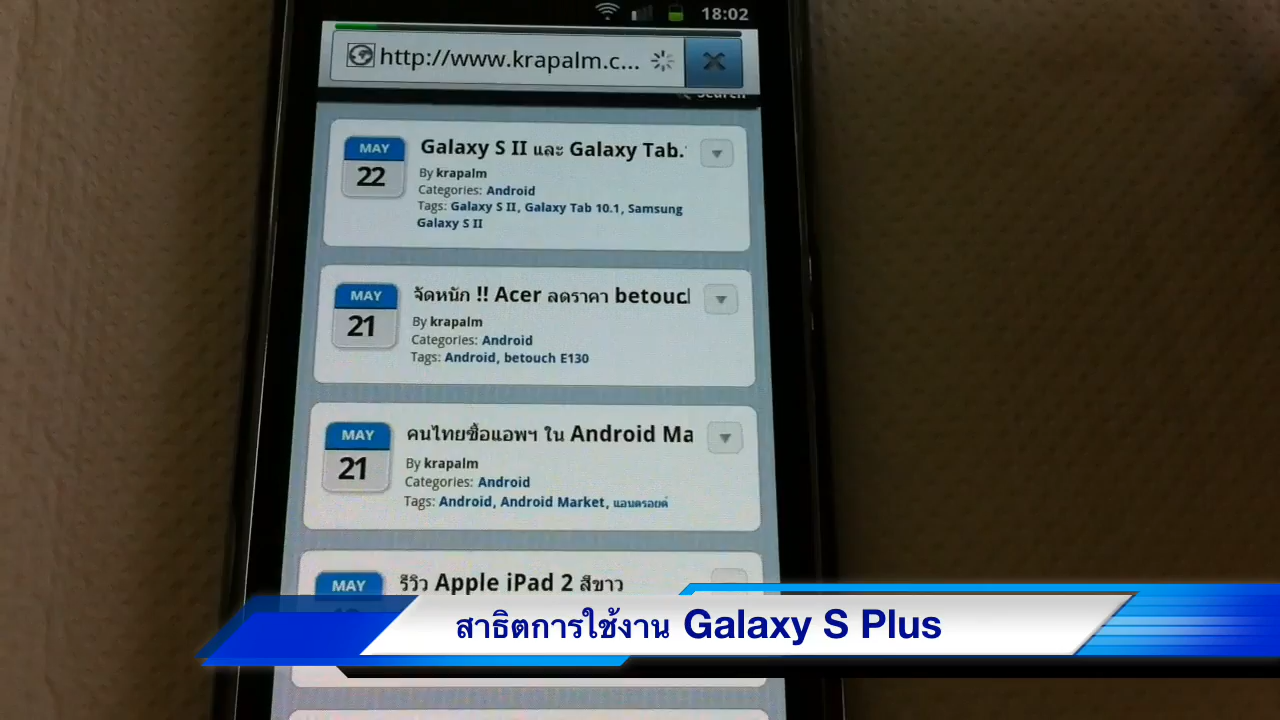 18:02
http://www.krapalm.c...
Search
MAY
22
Galaxy S II และ Galaxy Tab.
By krapalm
Categories: Android
Tags: Galaxy S II, Galaxy Tab 10.1, Samsung
Galaxy S II
MAY
21
จัดหนัก !! Acer ลดราคา betouch
By krapalm
Categories: Android
Tags: Android, betouch E130
MAY
21
คนไทยซื้อแอพฯ ใน Android Ma
By krapalm
Categories: Android
Tags: Android, Android Market, แอนดรอยด์
MAY
รีวิว Apple iPad 2 สีขาว
สาธิตการใช้งาน Galaxy S Plus